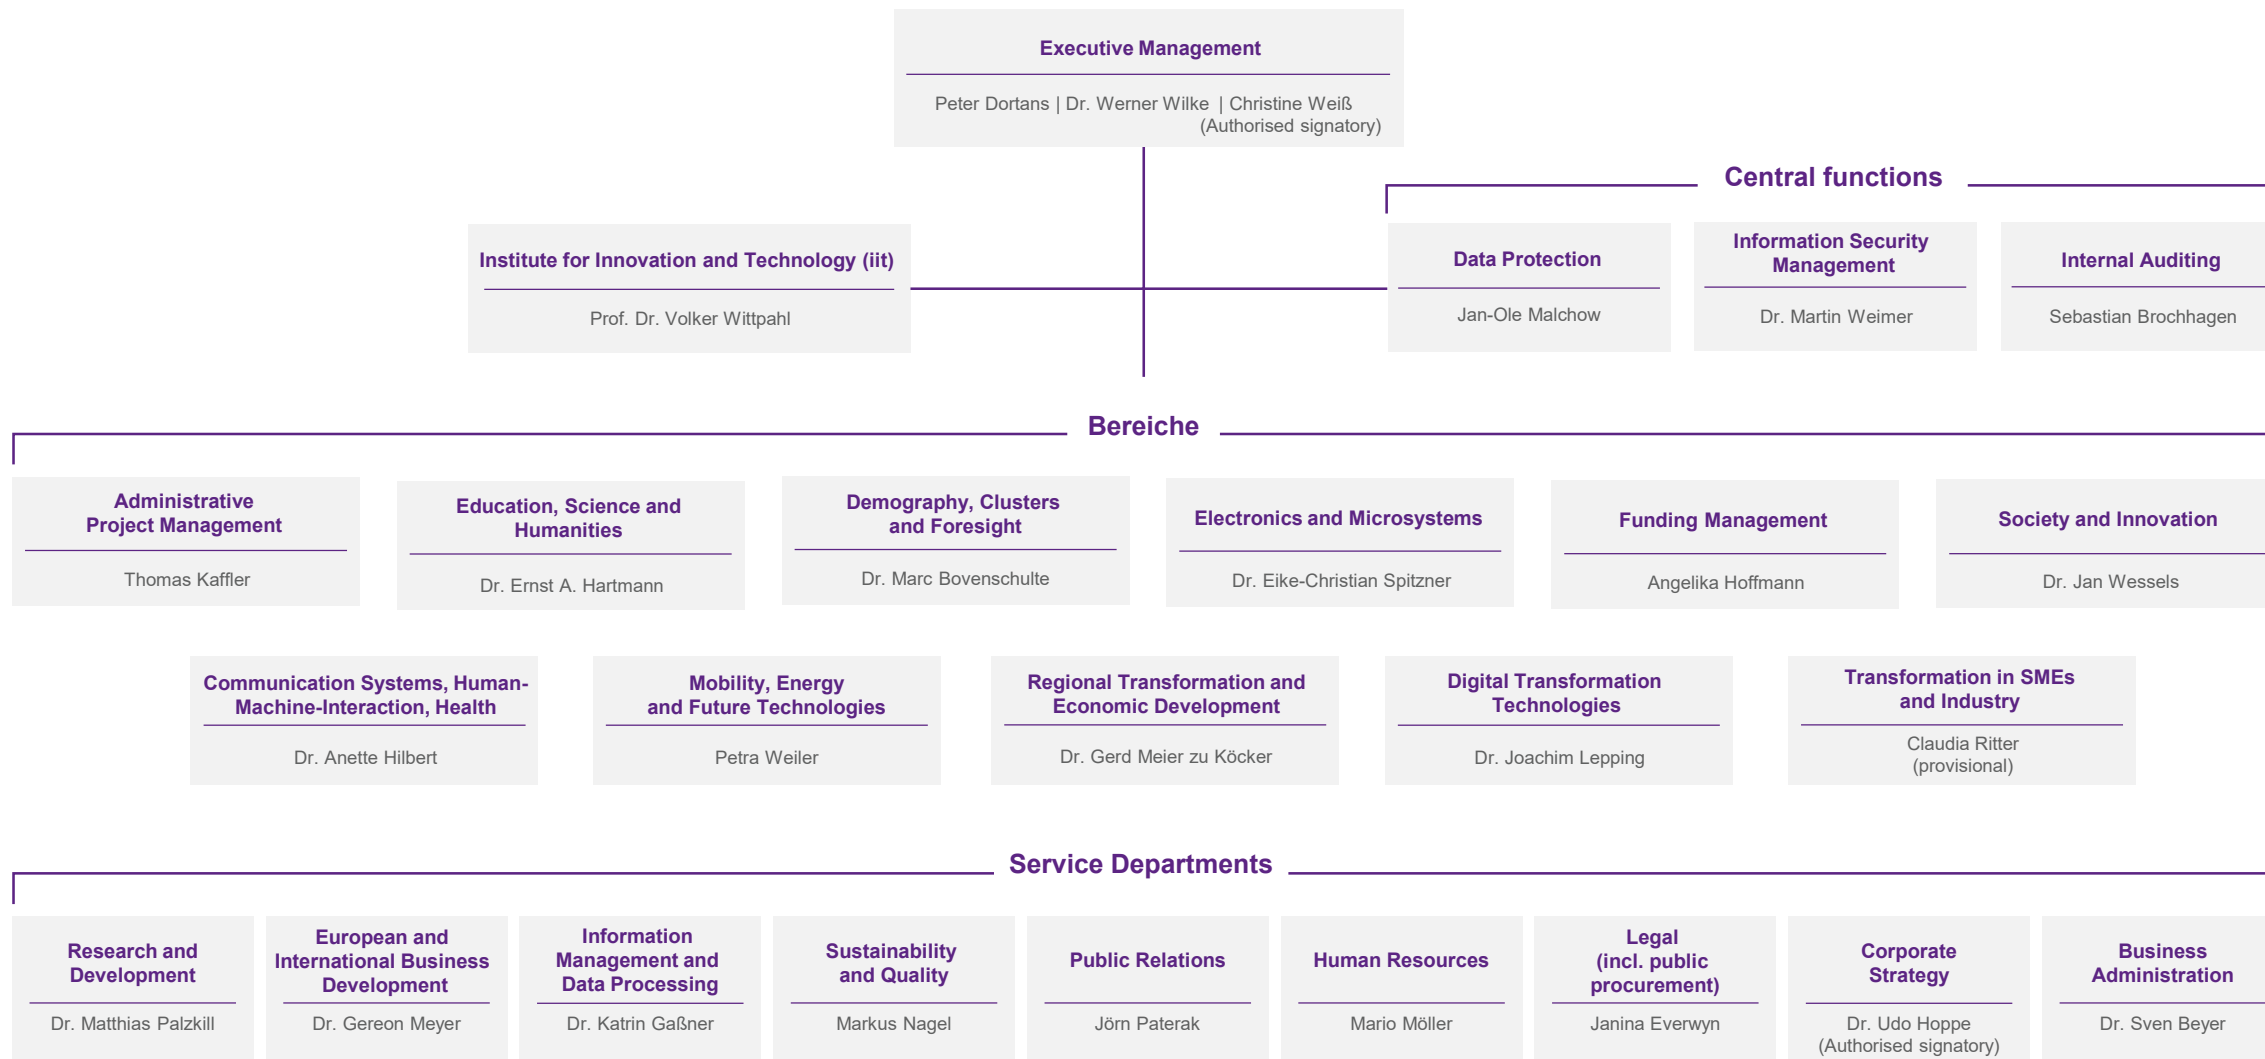 Executive Management
Peter Dortans | Dr. Werner Wilke | Christine Weiß
(Authorised signatory)
Central functions
Institute for Innovation and Technology (iit)
Prof. Dr. Volker Wittpahl
Data Protection
Jan-Ole Malchow
Information Security
Management
Dr. Martin Weimer
Internal Auditing
Sebastian Brochhagen
Bereiche
Administrative
Project Management
Thomas Kaffler
Education, Science and
Humanities
Dr. Ernst A. Hartmann
Demography, Clusters
and Foresight
Dr. Marc Bovenschulte
Electronics and Microsystems
Dr. Eike-Christian Spitzner
Funding Management
Angelika Hoffmann
Society and Innovation
Dr. Jan Wessels
Communication Systems, Human-
Machine-Interaction, Health
Dr. Anette Hilbert
Mobility, Energy
and Future Technologies
Petra Weiler
Regional Transformation and
Economic Development
Dr. Gerd Meier zu Köcker
Digital Transformation
Technologies
Dr. Joachim Lepping
Transformation in SMEs
and Industry
Claudia Ritter
(provisional)
Service Departments
Research and
Development
Dr. Matthias Palzkill
European and
International Business
Development
Dr. Gereon Meyer
Information
Management and
Data Processing
Dr. Katrin Gaßner
Sustainability
and Quality
Markus Nagel
Public Relations
Jörn Paterak
Human Resources
Mario Möller
Legal
(incl. public
procurement)
Janina Everwyn
Corporate
Strategy
Dr. Udo Hoppe
(Authorised signatory)
Business
Administration
Dr. Sven Beyer